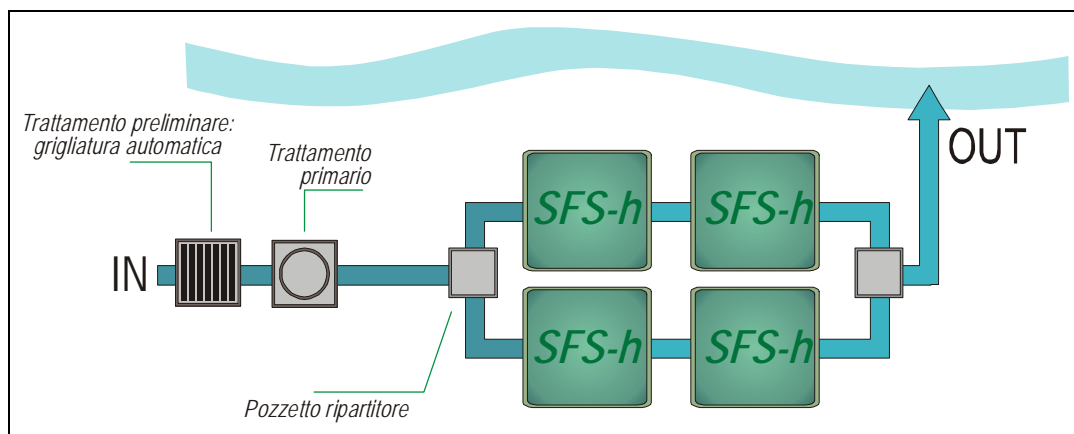 Trattamento preliminare:
grigliatura automatica
Trattamento
primario
IN
OUT
SFS-h
SFS-h
SFS-h
SFS-h
Pozzetto ripartitore